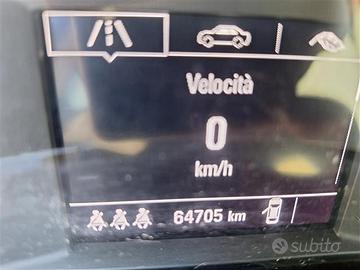 Velocità
0
km/h
64705 km
subito